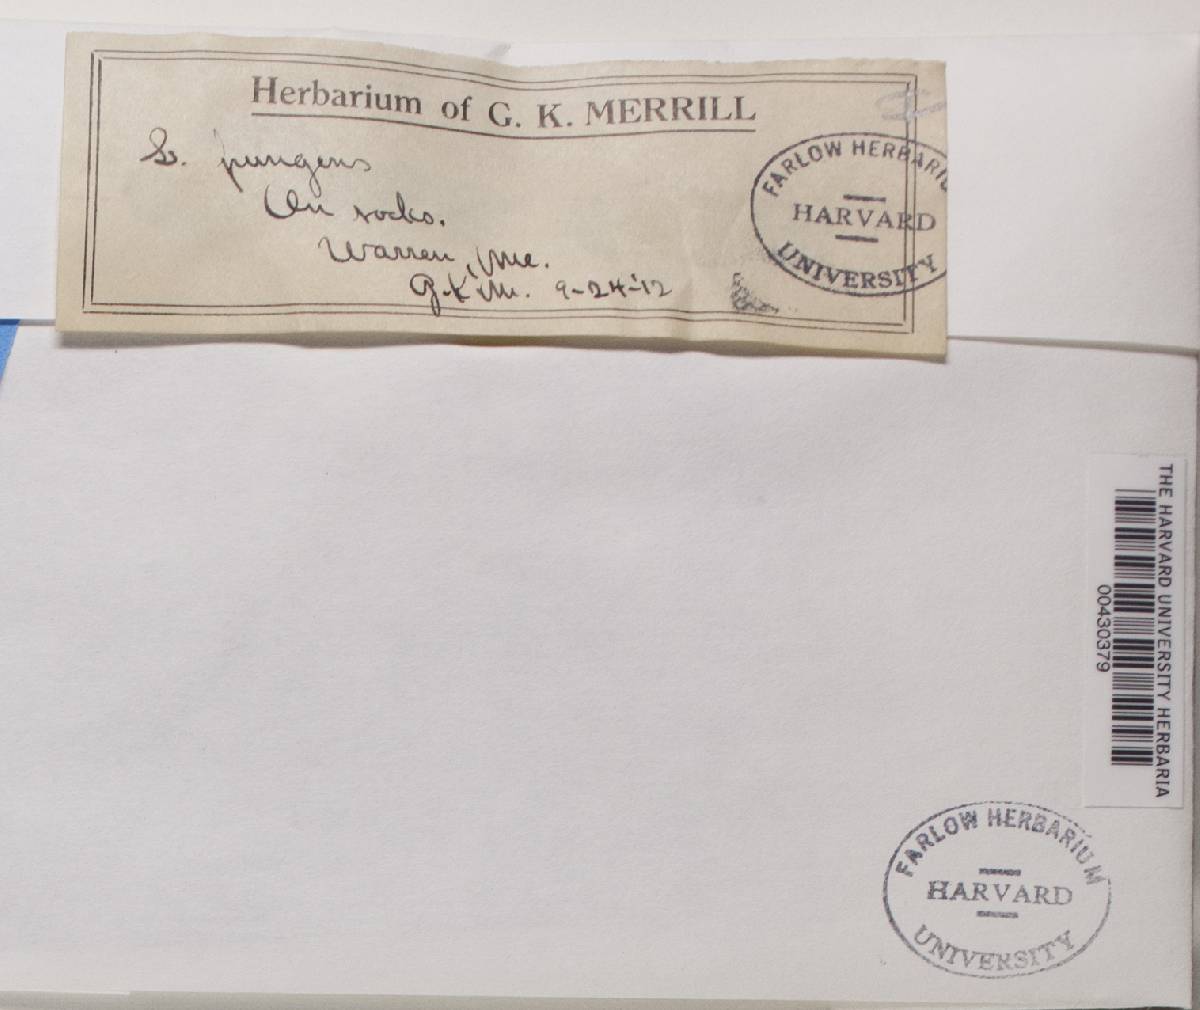 Herbarium of G. K. MERRILL
pungens
On rocks.
Warren, Me.
G.K.M. 9-24-'12
FARLOW HERBARIU
HARVARD
UNIVERSITY
THE HARVARD UNIVERSITY HERBARIA
00430379
FARLOW HERBARIUM
HARVARD
UNIVERSITY